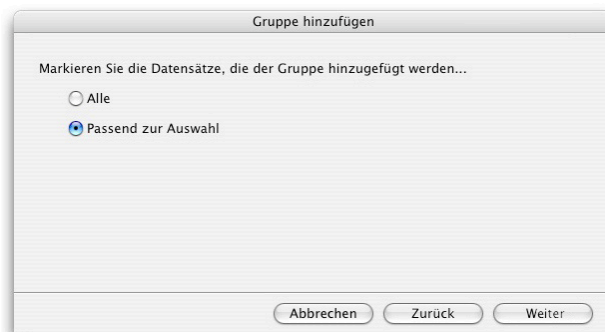 Gruppe hinzufügen
Markieren Sie die Datensätze, die der Gruppe hinzugefügt werden...
Alle
Passend zur Auswahl
Abbrechen Zurück Weiter